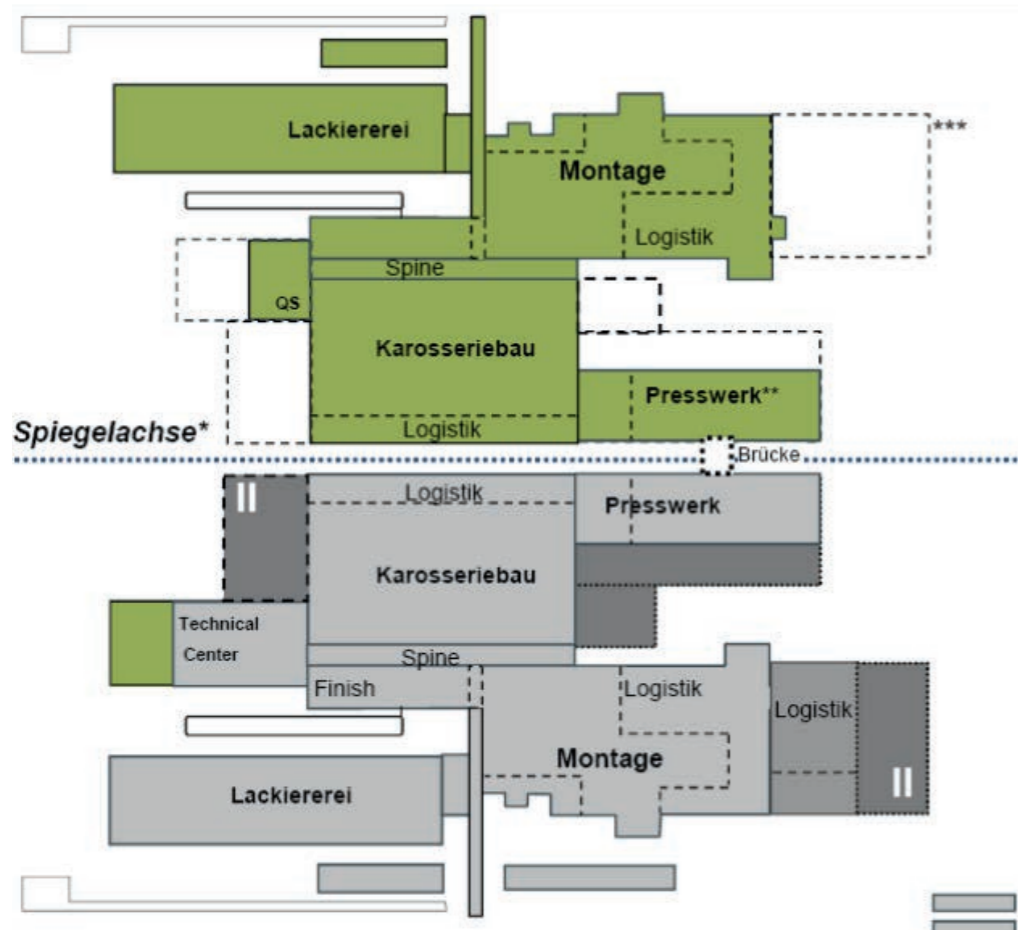 Lackiererei
***
Montage
Logistik
Spine
QS
Karosseriebau
Presswerk**
Logistik
Spiegelachse*
Brücke
II
Logistik
Presswerk
Karosseriebau
Technical
Center
Spine
Finish
Logistik
Logistik
Montage
II
Lackiererei